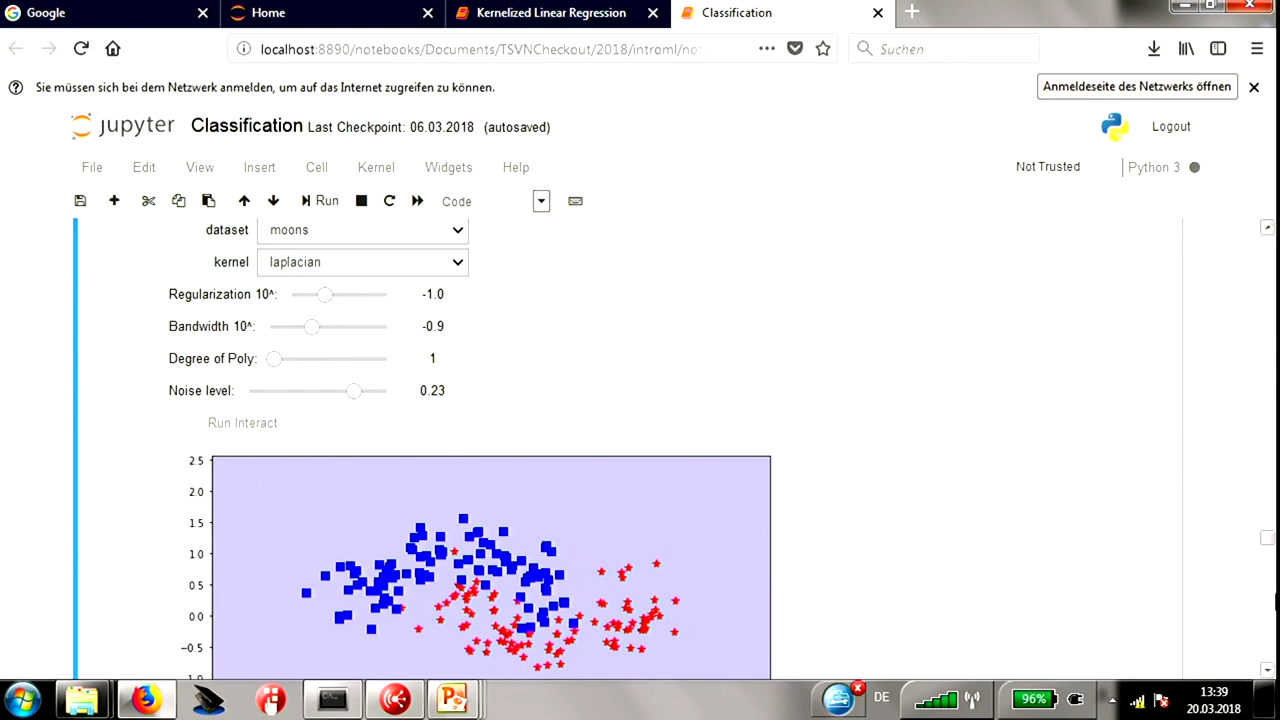 Google
Home
Kernelized Linear Regression
Classification
localhost:8890/notebooks/Documents/TSVNCheckout/2018/introml/no
Suchen
Sie müssen sich bei dem Netzwerk anmelden, um auf das Internet zugreifen zu können.
Anmeldeseite des Netzwerks öffnen
jupyter Classification Last Checkpoint: 06.03.2018 (autosaved)
Logout
File Edit View Insert Cell Kernel Widgets Help
Not Trusted
Python 3
Run
Code
dataset moons
kernel laplacian
Regularization 10^: -1.0
Bandwidth 10^: -0.9
Degree of Poly: 1
Noise level: 0.23
Run Interact
2.5
2.0
1.5
1.0
0.5
0.0
−0.5
DE
96%
13:39
20.03.2018